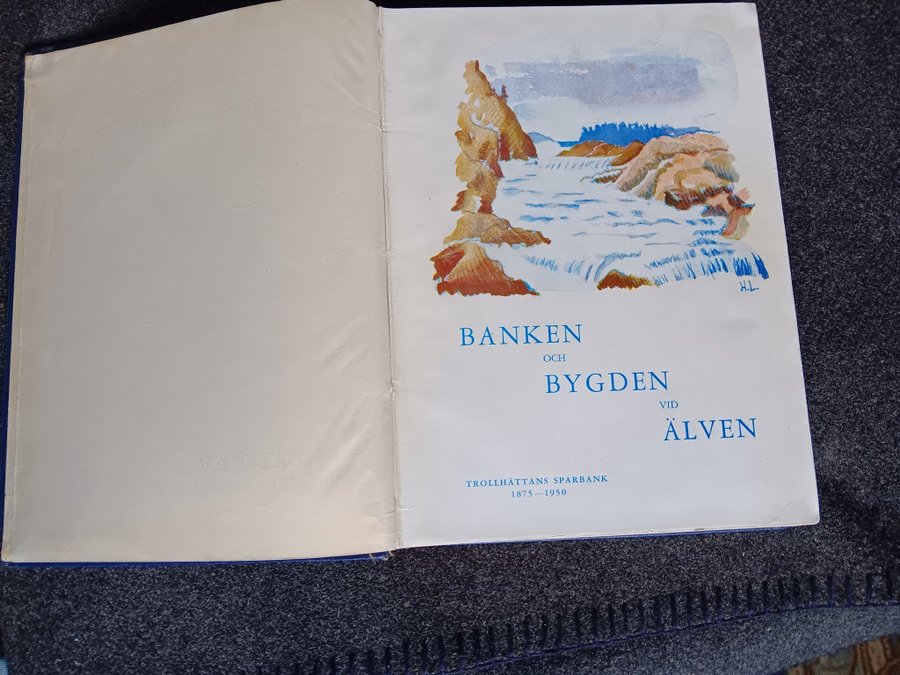 H.L
BANKEN
OCH
BYGDEN
VID
ÄLVEN
TROLLHÄTTANS SPARBANK
1875—1950